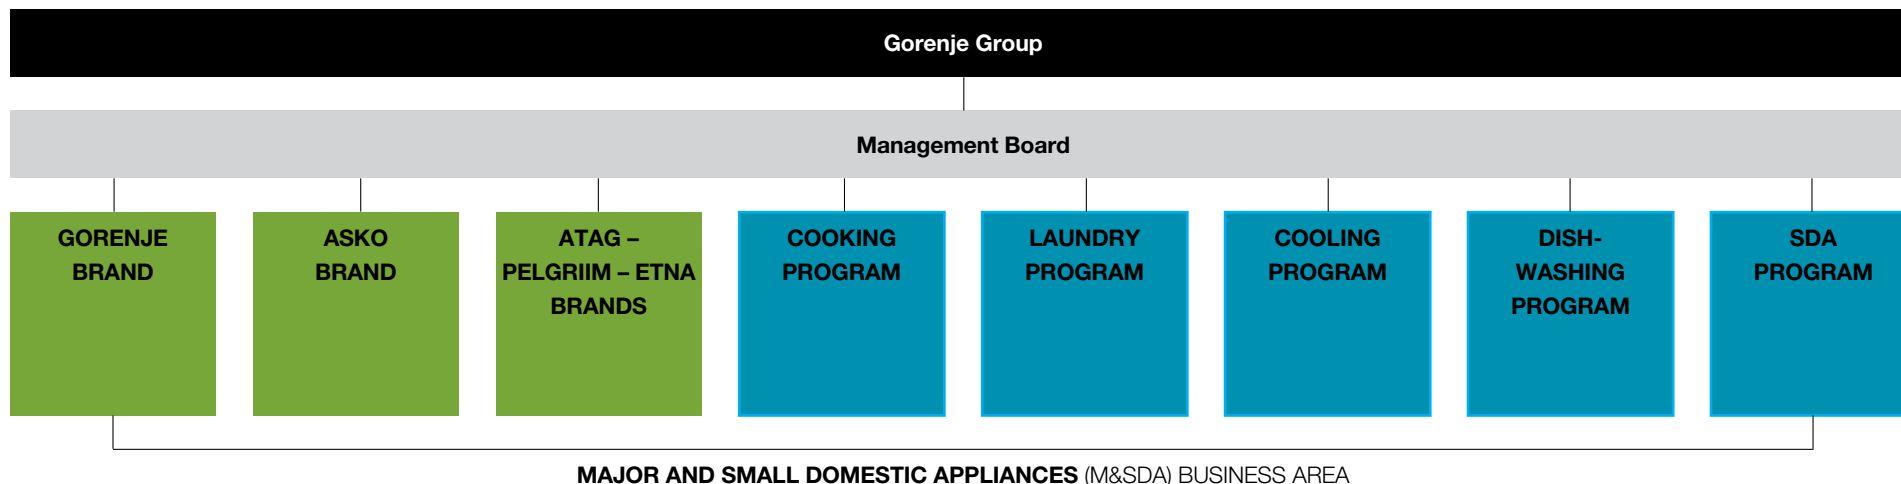 Gorenje Group
Management Board
GORENJE
BRAND
ASKO
BRAND
ATAG –
PELGRIIM – ETNA
BRANDS
COOKING
PROGRAM
LAUNDRY
PROGRAM
COOLING
PROGRAM
DISH-
WASHING
PROGRAM
SDA
PROGRAM
MAJOR AND SMALL DOMESTIC APPLIANCES (M&SDA) BUSINESS AREA